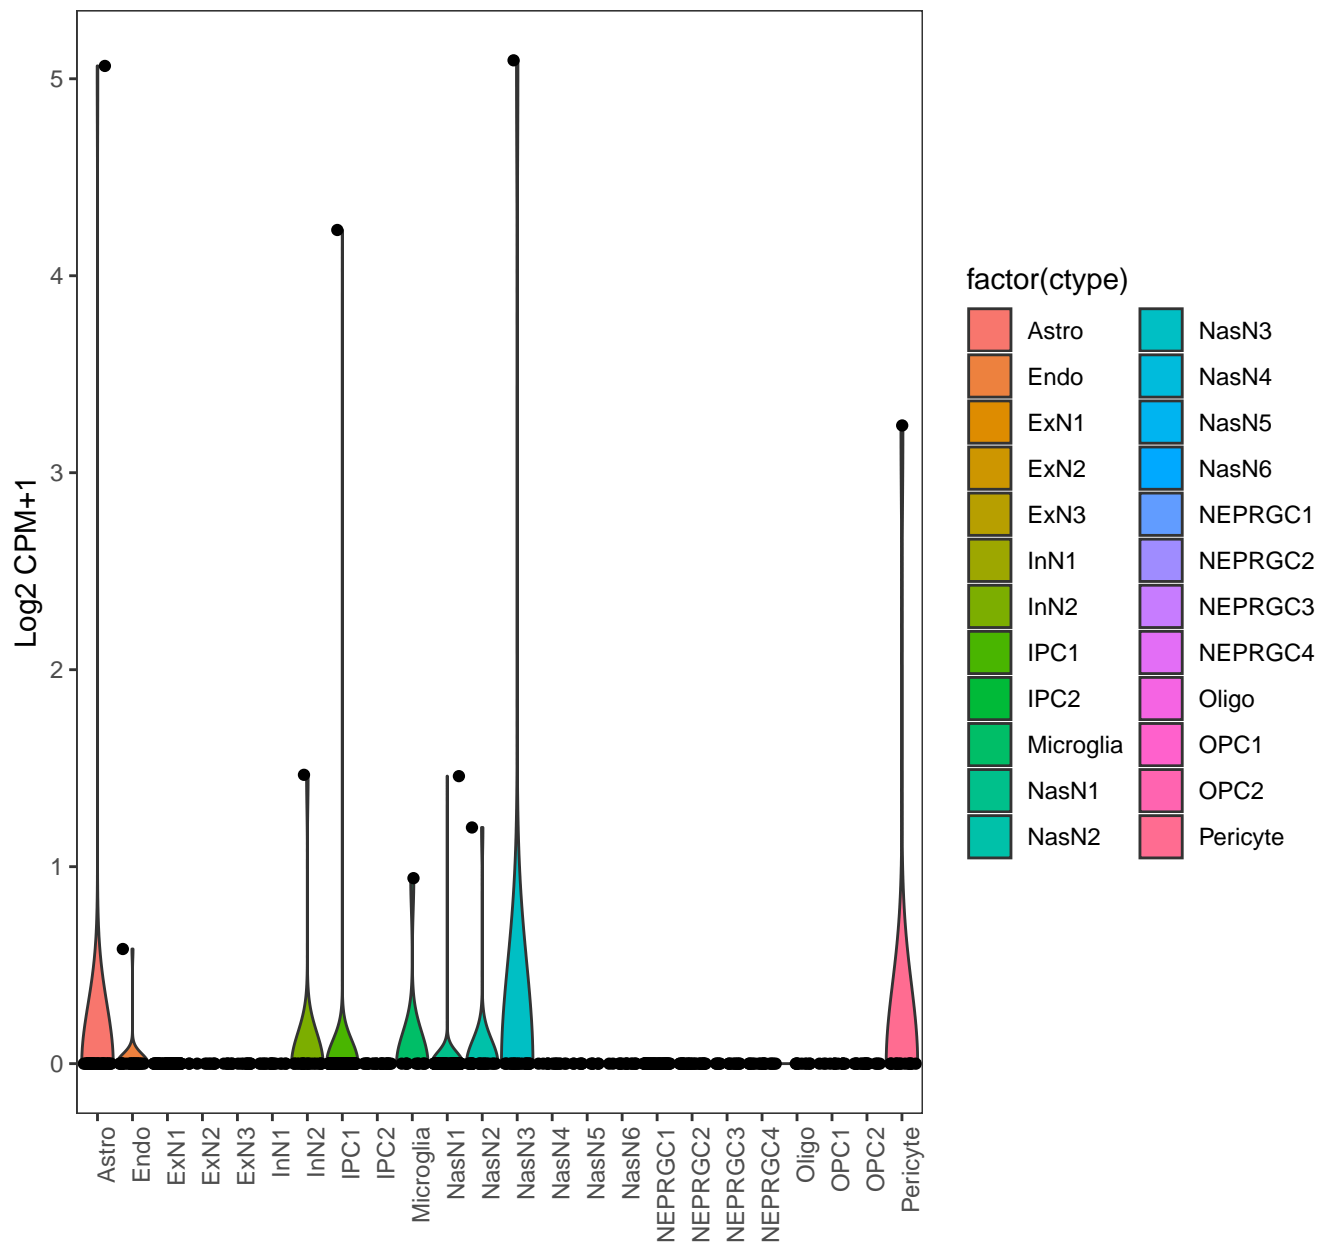 5
4
3
2
1
0
Log2 CPM+1
Astro
Endo
ExN1
ExN2
ExN3
InN1
InN2
IPC1
IPC2
Microglia
NasN1
NasN2
NasN3
NasN4
NasN5
NasN6
NEPRGC1
NEPRGC2
NEPRGC3
NEPRGC4
Oligo
OPC1
OPC2
Pericyte
factor(ctype)
Astro
Endo
ExN1
ExN2
ExN3
InN1
InN2
IPC1
IPC2
Microglia
NasN1
NasN2
NasN3
NasN4
NasN5
NasN6
NEPRGC1
NEPRGC2
NEPRGC3
NEPRGC4
Oligo
OPC1
OPC2
Pericyte